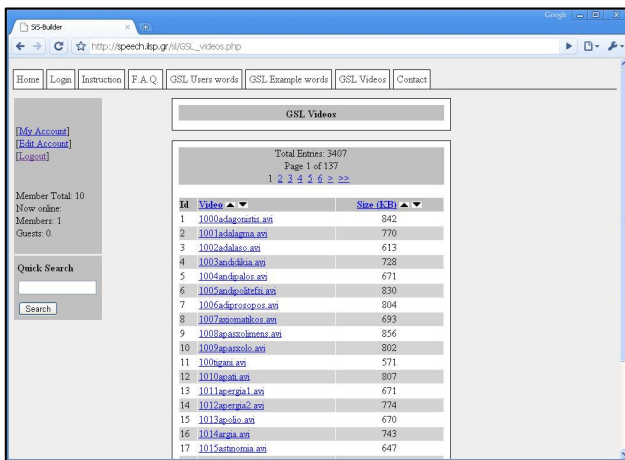 Google
SiS-Builder
http://speech.ilsp.gr/sl/GSL_videos.php
Home Login Instruction F.A.Q GSL Users words GSL Example words GSL Videos Contact
[My Account]
[Edit Account]
[Logout]
Member Total: 10
Now online:
Members: 1
Guests: 0.
Quick Search
Search
GSL Videos
Total Entries: 3407
Page 1 of 137
1 2 3 4 5 6 > >>
Id Video ▲ ▼ Size (KB) ▲ ▼
1 1000adagonistis.avi 842
2 1001adalagma.avi 770
3 1002adalaso.avi 613
4 1003andidikia.avi 728
5 1004andipalos.avi 671
6 1005andipolitefsi.avi 830
7 1006adiprosopos.avi 804
8 1007axiomatikos.avi 693
9 1008apasxolimens.avi 856
10 1009apasxolo.avi 802
11 100tigani.avi 571
12 1010apati.avi 807
13 1011apergia1.avi 671
14 1012apergia2.avi 774
15 1013apolio.avi 670
16 1014argia.avi 743
17 1015astinomia.avi 647